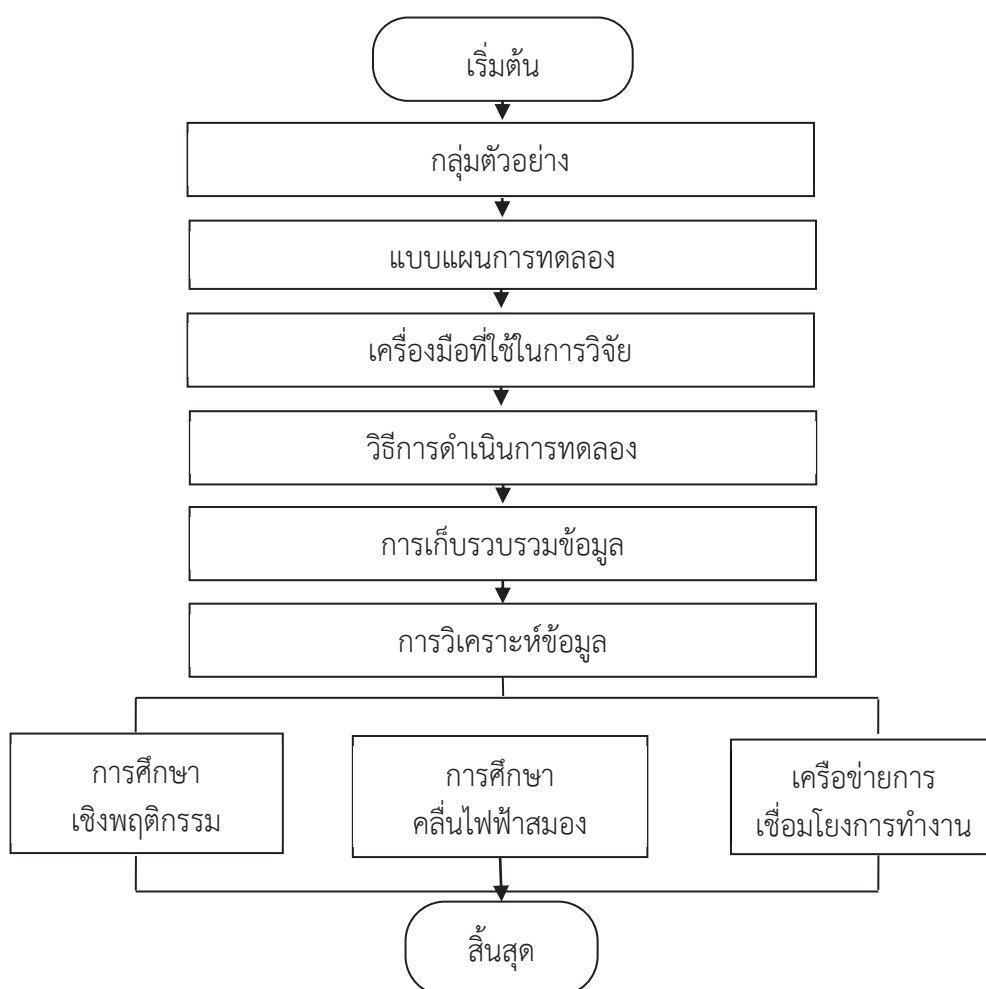 เริ่มต้น
กลุ่มตัวอย่าง
แบบแผนการทดลอง
เครื่องมือที่ใช้ในการวิจัย
วิธีการดำเนินการทดลอง
การเก็บรวบรวมข้อมูล
การวิเคราะห์ข้อมูล
การศึกษา
เชิงพฤติกรรม
การศึกษา
คลื่นไฟฟ้าสมอง
เครือข่ายการ
เชื่อมโยงการทำงาน
สิ้นสุด